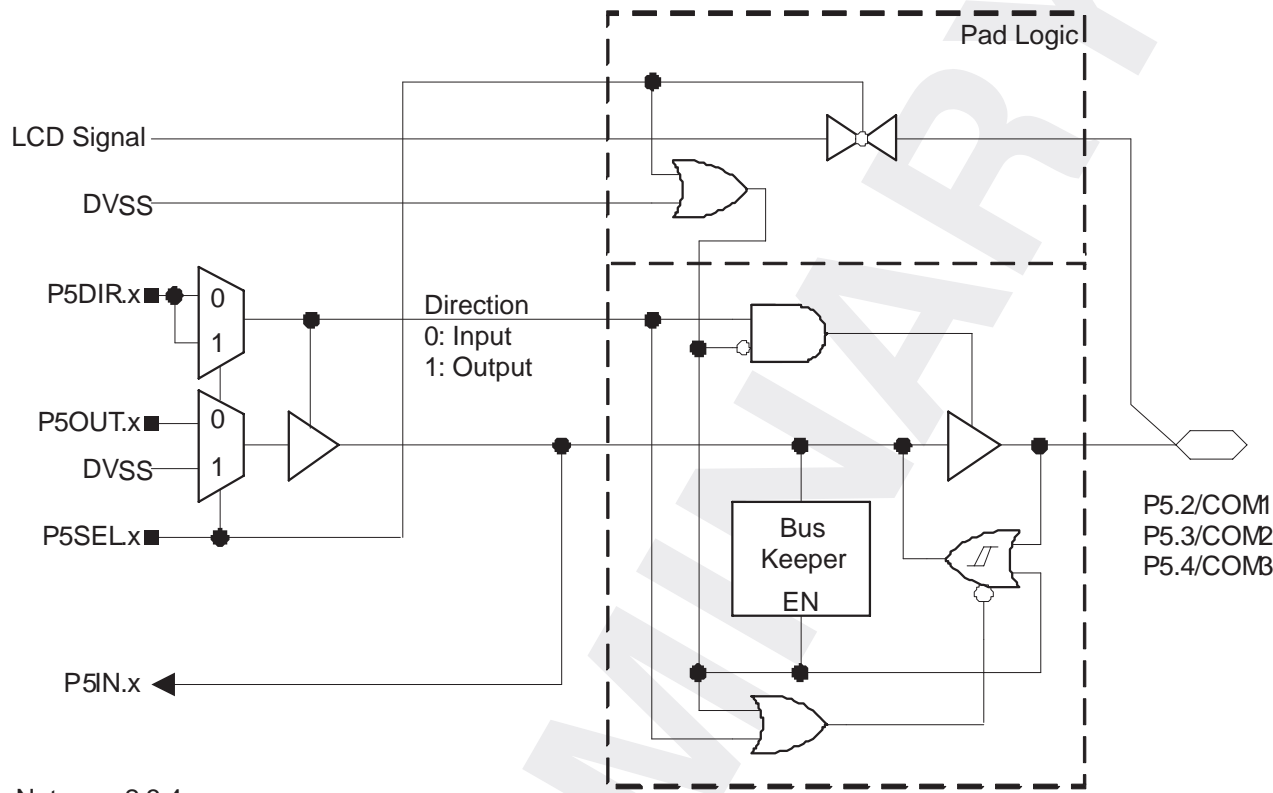 Pad Logic
LCD Signal
DVSS
P5DIR.x
0
1
Direction
0: Input
1: Output
P5OUT.x
0
DVSS
1
P5SEL.x
Bus
Keeper
EN
P5.2/COM1
P5.3/COM2
P5.4/COM3
P5IN.x
MINARY